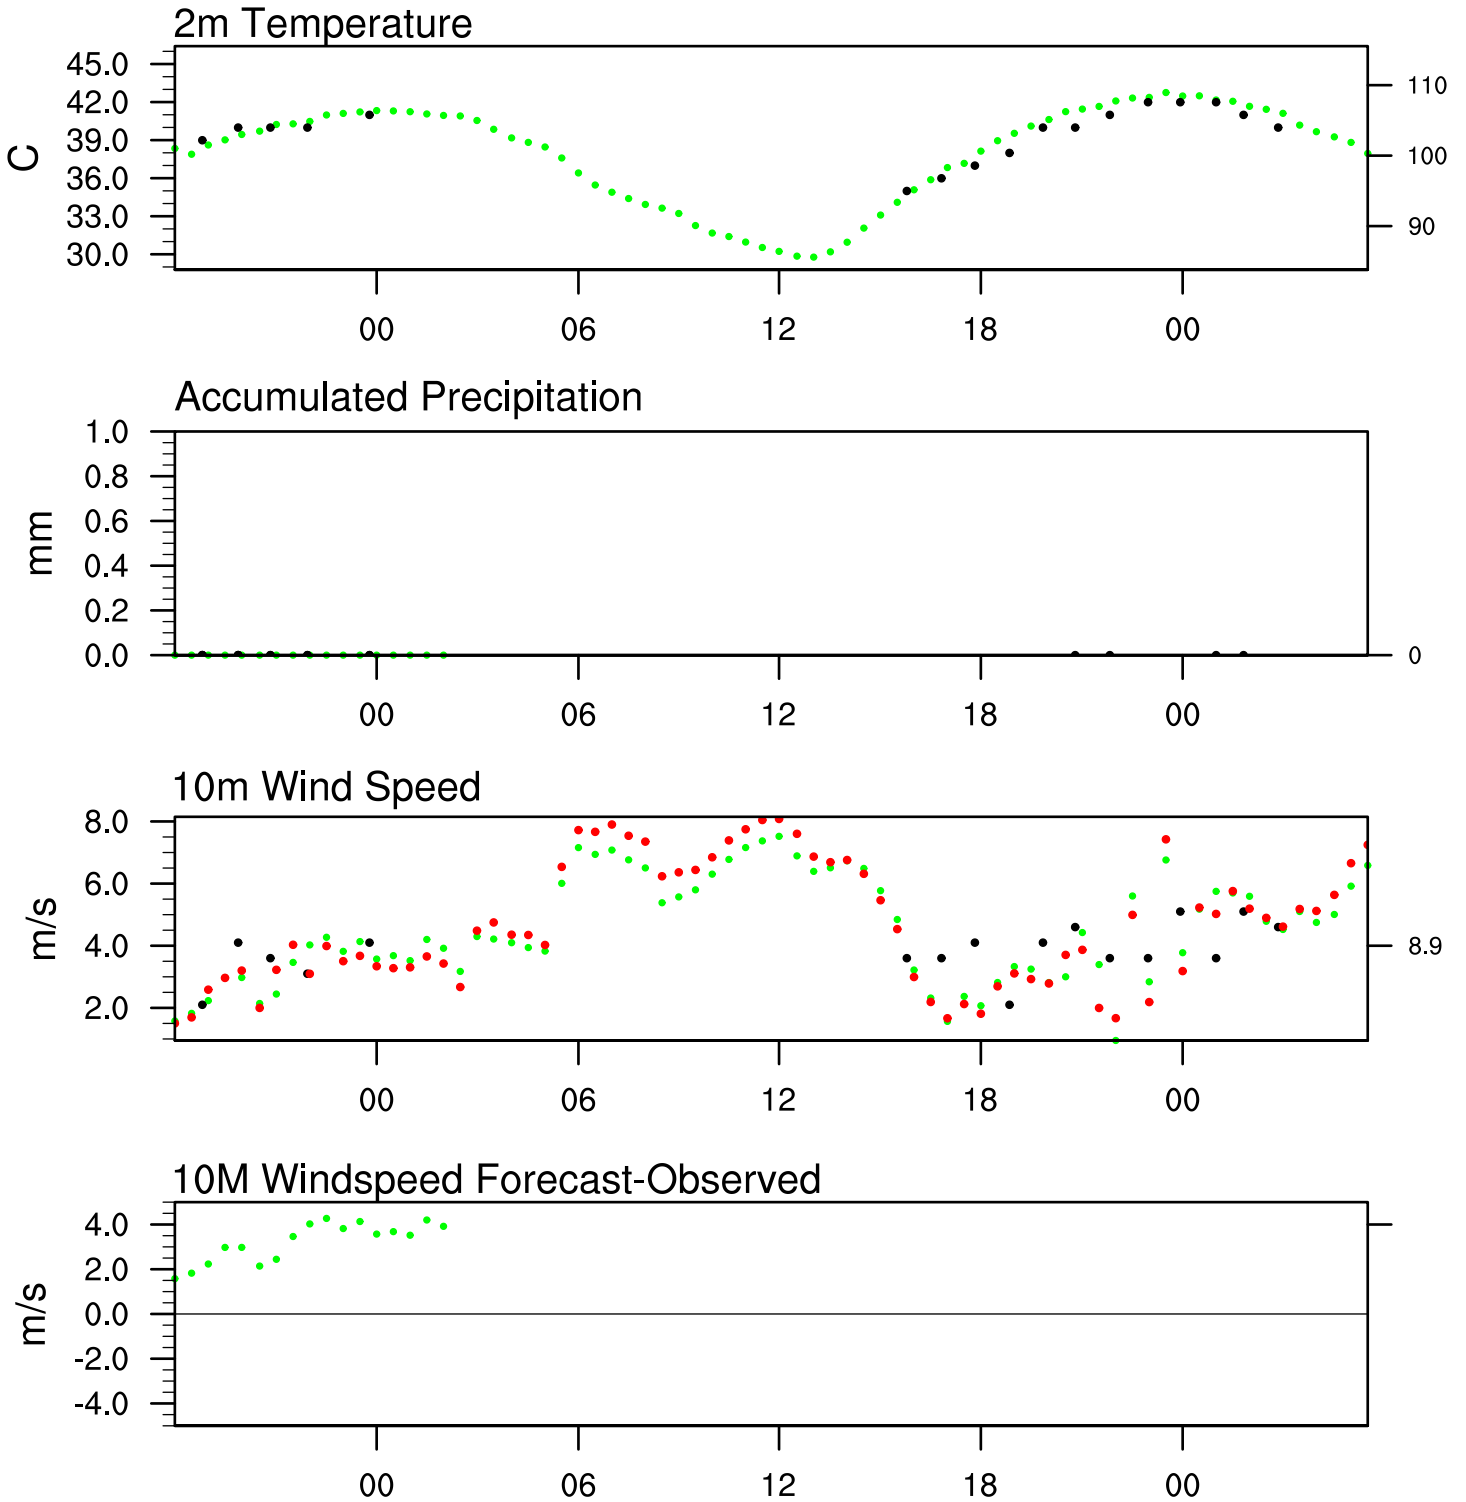 2m Temperature
45.0
42.0
39.0
36.0
33.0
30.0
C
110
100
90
00 06 12 18 00
Accumulated Precipitation
1.0
0.8
0.6
0.4
0.2
0.0
mm
0
00 06 12 18 00
10m Wind Speed
8.0
6.0
4.0
2.0
m/s
8.9
00 06 12 18 00
10M Windspeed Forecast-Observed
4.0
2.0
0.0
-2.0
-4.0
m/s
00 06 12 18 00